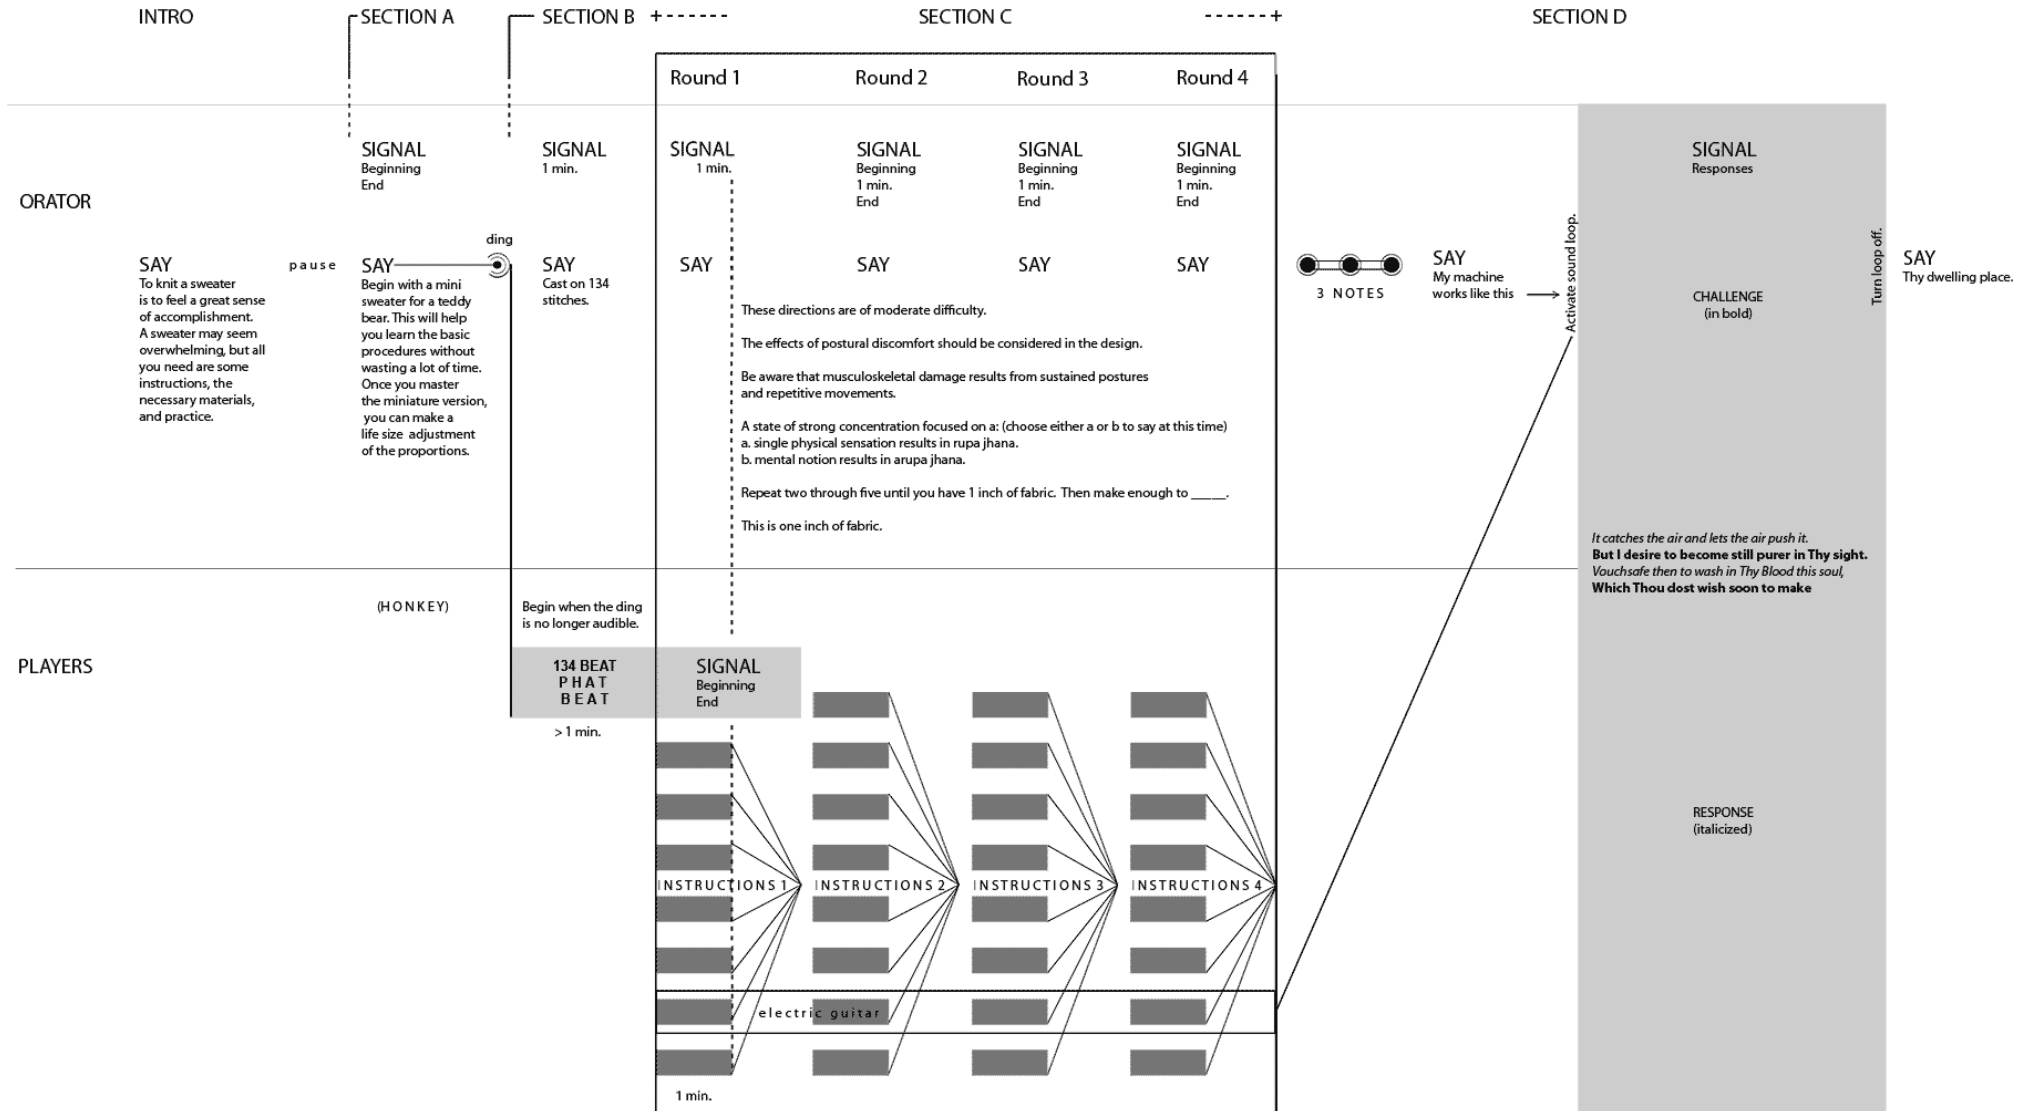 INTRO
SECTION A
SECTION B
SECTION C
SECTION D
Round 1
Round 2
Round 3
Round 4
ORATOR
SIGNAL
Beginning
End
SIGNAL
1 min.
SIGNAL
1 min.
SIGNAL
Beginning
1 min.
End
SIGNAL
Beginning
1 min.
End
SIGNAL
Beginning
1 min.
End
SIGNAL
Responses
SAY
To knit a sweater
is to feel a great sense
of accomplishment.
A sweater may seem
overwhelming, but all
you need are some
instructions, the
necessary materials,
and practice.
pause
SAY
Begin with a mini
sweater for a teddy
bear. This will help
you learn the basic
procedures without
wasting a lot of time.
Once you master
the miniature version,
you can make a
life size adjustment
of the proportions.
ding
SAY
Cast on 134
stitches.
SAY
SAY
SAY
SAY
These directions are of moderate difficulty.
The effects of postural discomfort should be considered in the design.
Be aware that musculoskeletal damage results from sustained postures
and repetitive movements.
A state of strong concentration focused on a: (choose either a or b to say at this time)
a. single physical sensation results in rupa jhana.
b. mental notion results in arupa jhana.
Repeat two through five until you have 1 inch of fabric. Then make enough to _____.
This is one inch of fabric.
3 NOTES
SAY
My machine
works like this
Activate sound loop.
CHALLENGE
(in bold)
Turn loop off.
SAY
Thy dwelling place.
It catches the air and lets the air push it.
But I desire to become still purer in Thy sight.
Vouchsafe then to wash in Thy Blood this soul,
Which Thou dost wish soon to make
RESPONSE
(italicized)
PLAYERS
(HONKEY)
Begin when the ding
is no longer audible.
134 BEAT
PHAT
BEAT
> 1 min.
SIGNAL
Beginning
End
INSTRUCTIONS 1
INSTRUCTIONS 2
INSTRUCTIONS 3
INSTRUCTIONS 4
electric guitar
1 min.